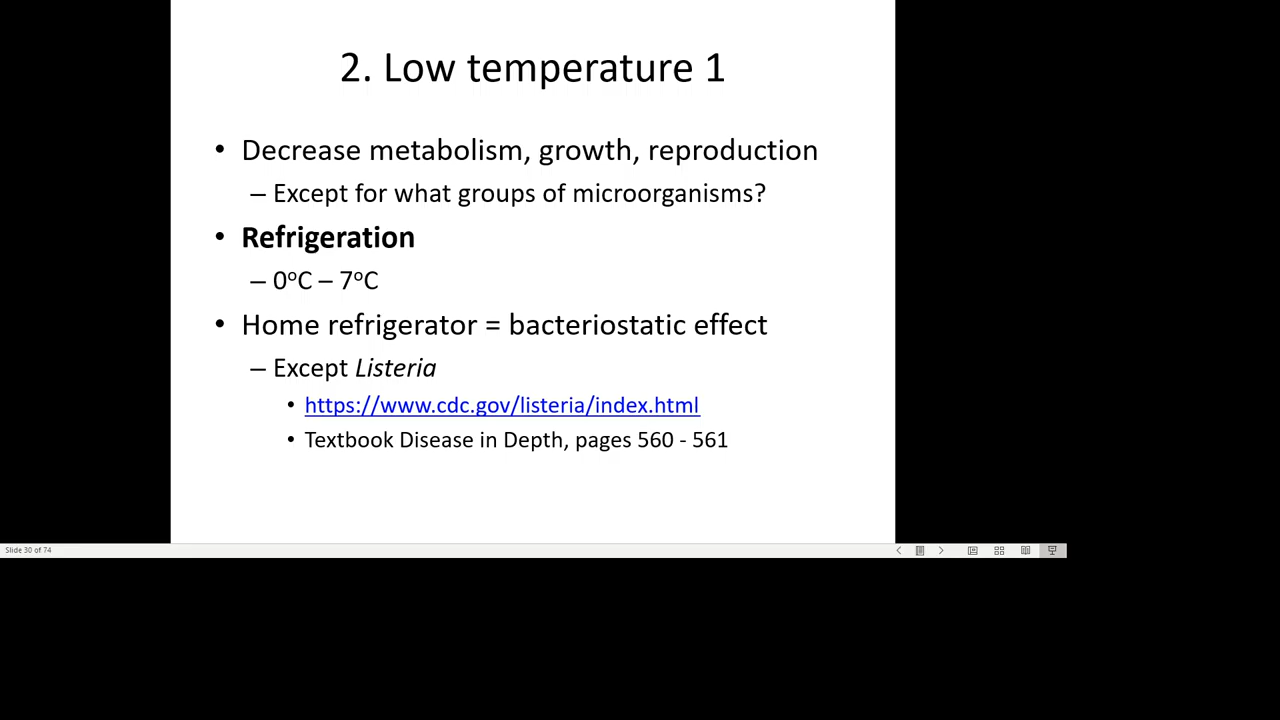 2. Low temperature 1
• Decrease metabolism, growth, reproduction
– Except for what groups of microorganisms?
• Refrigeration
– 0°C – 7°C
• Home refrigerator = bacteriostatic effect
– Except Listeria
• https://www.cdc.gov/listeria/index.html
• Textbook Disease in Depth, pages 560 - 561
Slide 30 of 74